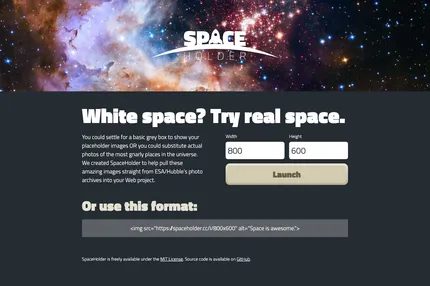 SPACE
HOLDER
White space? Try real space.
You could settle for a basic grey box to show your
placeholder images OR you could substitute actual
photos of the most gnarly places in the universe.
We created SpaceHolder to help pull these
amazing images straight from ESA/Hubble's photo
archives into your Web project.
Width
Height
800
600
Launch
Or use this format:
<img src="https://spaceholder.cc/i/800x600" alt="Space is awesome.">
SpaceHolder is freely available under the MIT License. Source code is available on GitHub.